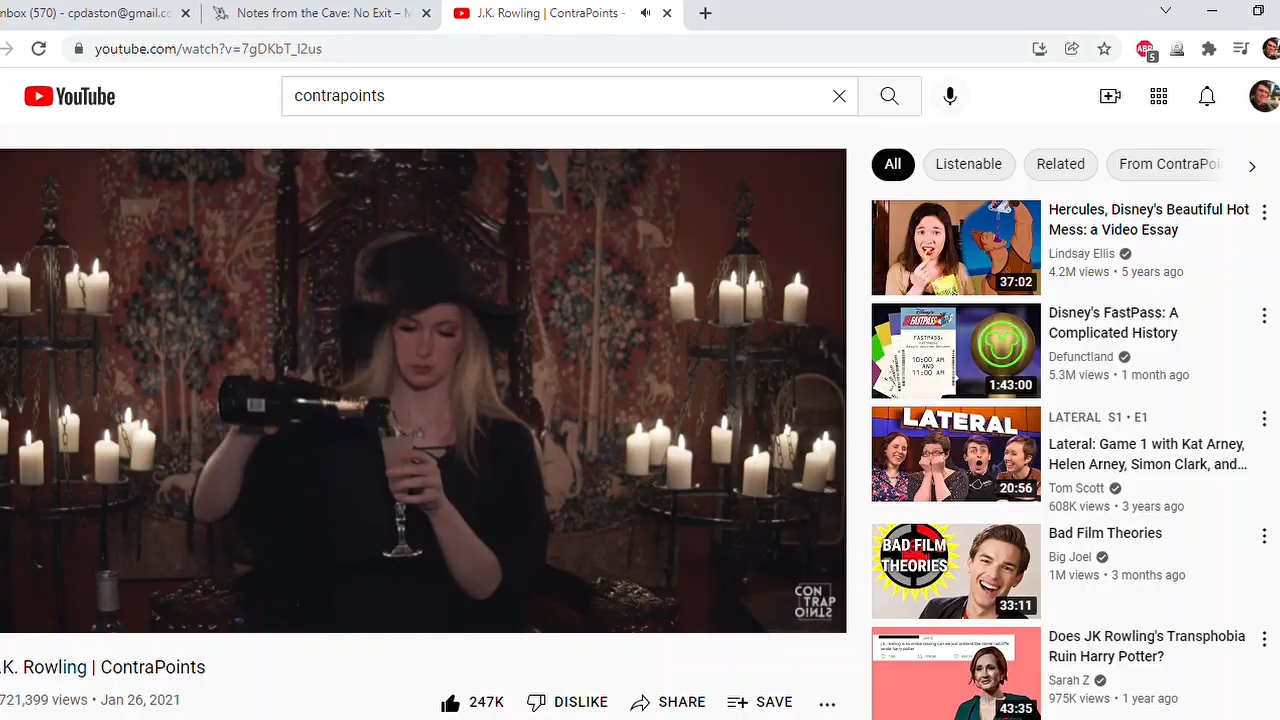 nbox (570) - cpdaston@gmail.cc
Notes from the Cave: No Exit – M
J.K. Rowling | ContraPoints -
youtube.com/watch?v=7gDKbT_l2us
ABP
5
YouTube
contrapoints
All
Listenable
Related
From ContraPoi
Hercules, Disney's Beautiful Hot
Mess: a Video Essay
Lindsay Ellis
4.2M views • 5 years ago
37:02
Disney's FastPass: A
Complicated History
Defunctland
5.3M views • 1 month ago
FASTPASS
10:00 AM
AND
11:00 AM
1:43:00
LATERAL
LATERAL S1 • E1
Lateral: Game 1 with Kat Arney,
Helen Arney, Simon Clark, and...
Tom Scott
608K views • 3 years ago
20:56
BAD FILM
THEORIES
Bad Film Theories
Big Joel
1M views • 3 months ago
33:11
Does JK Rowling's Transphobia
Ruin Harry Potter?
Sarah Z
975K views • 1 year ago
43:35
CON
TRAP
OINTS
.K. Rowling | ContraPoints
721,399 views • Jan 26, 2021
247K
DISLIKE
SHARE
SAVE